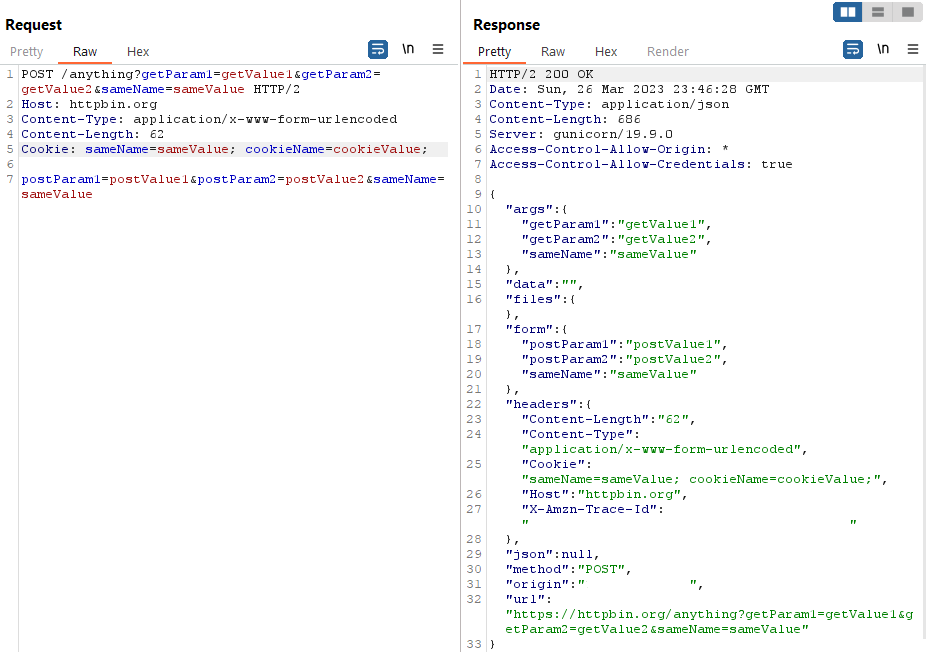 Request
Pretty Raw Hex \n
1 POST /anything?getParam1=getValue1&getParam2=
getValue2&sameName=sameValue HTTP/2
2 Host: httpbin.org
3 Content-Type: application/x-www-form-urlencoded
4 Content-Length: 62
5 Cookie: sameName=sameValue; cookieName=cookieValue;
6
7 postParam1=postValue1&postParam2=postValue2&sameName=
sameValue
Response
Pretty Raw Hex Render \n
1 HTTP/2 200 OK
2 Date: Sun, 26 Mar 2023 23:46:28 GMT
3 Content-Type: application/json
4 Content-Length: 686
5 Server: gunicorn/19.9.0
6 Access-Control-Allow-Origin: *
7 Access-Control-Allow-Credentials: true
8
9 {
10 "args":{
11 "getParam1":"getValue1",
12 "getParam2":"getValue2",
13 "sameName":"sameValue"
14 },
15 "data":"",
16 "files":{
},
17 "form":{
18 "postParam1":"postValue1",
19 "postParam2":"postValue2",
20 "sameName":"sameValue"
21 },
22 "headers":{
23 "Content-Length":"62",
24 "Content-Type":
"application/x-www-form-urlencoded",
25 "Cookie":
"sameName=sameValue; cookieName=cookieValue;",
26 "Host":"httpbin.org",
27 "X-Amzn-Trace-Id":
" "
28 },
29 "json":null,
30 "method":"POST",
31 "origin":" ",
32 "url":
"https://httpbin.org/anything?getParam1=getValue1&g
etParam2=getValue2&sameName=sameValue"
33 }